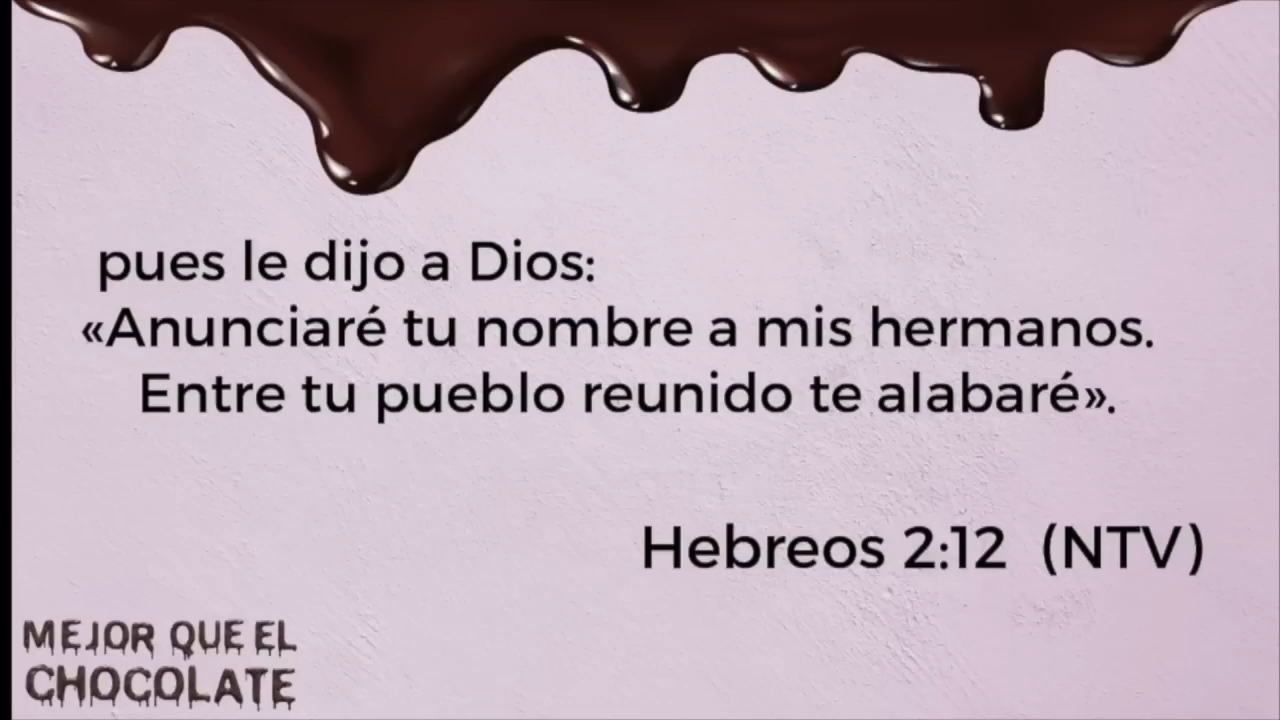 pues le dijo a Dios:
«Anunciaré tu nombre a mis hermanos.
Entre tu pueblo reunido te alabaré».
Hebreos 2:12 (NTV)
MEJOR QUE EL
CHOCOLATE